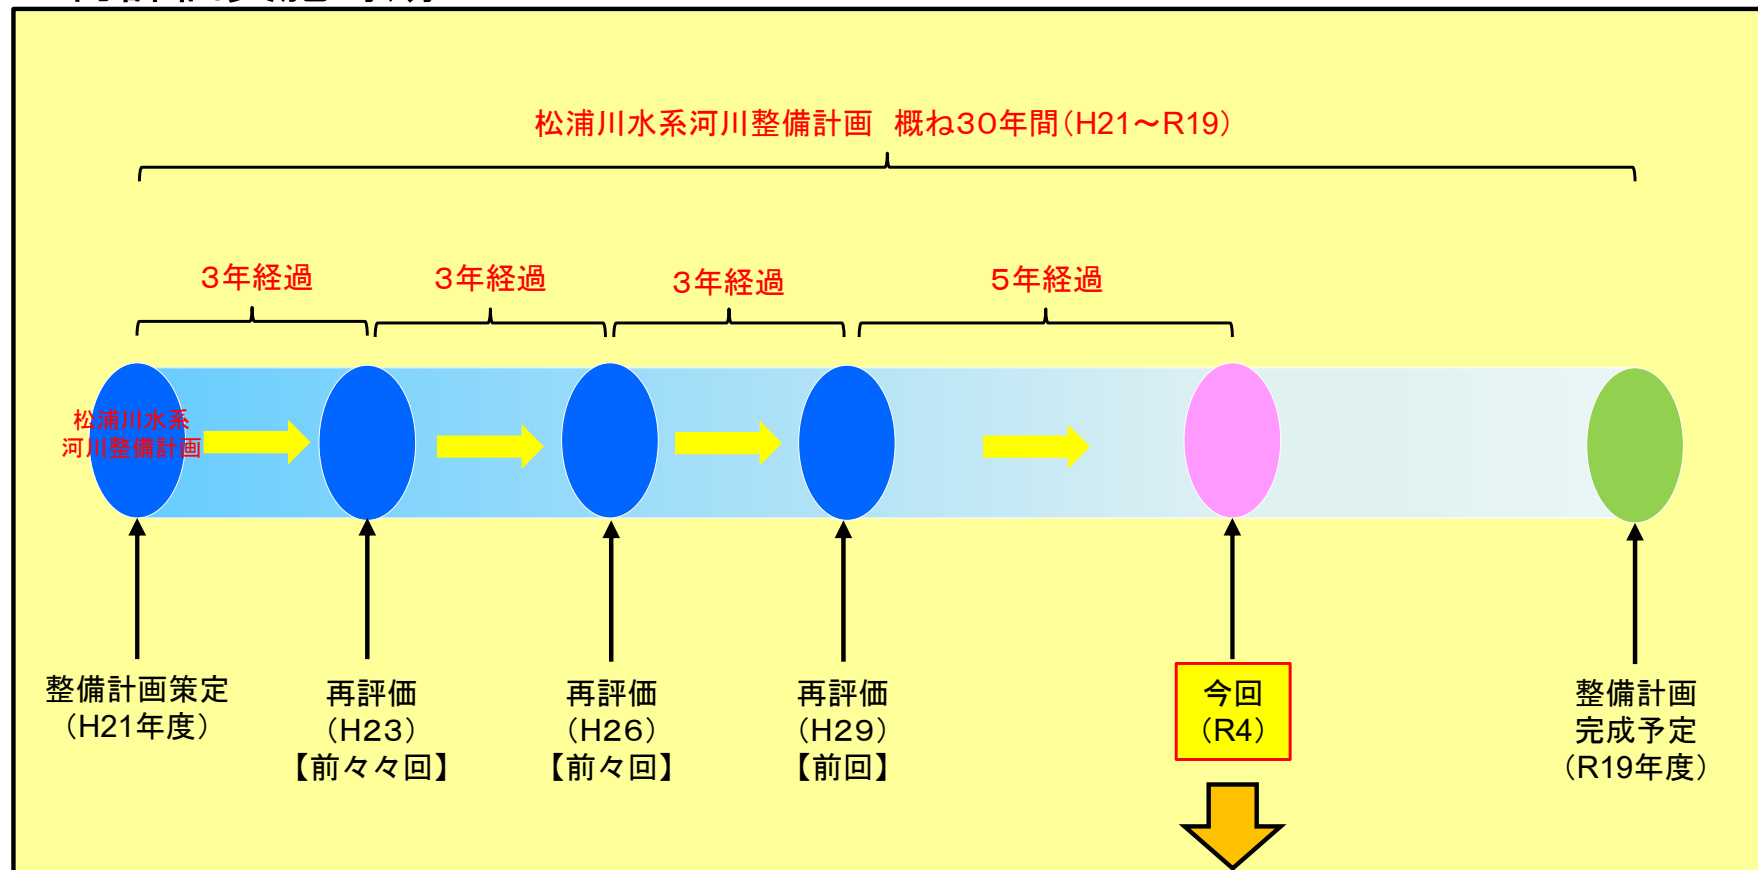 松浦川水系河川整備計画 概ね30年間(H21～R19)
3年経過
3年経過
3年経過
5年経過
松浦川水系
河川整備計画
整備計画策定
(H21年度)
再評価
(H23)
【前々々回】
再評価
(H26)
【前々回】
再評価
(H29)
【前回】
今回
(R4)
整備計画
完成予定
(R19年度)